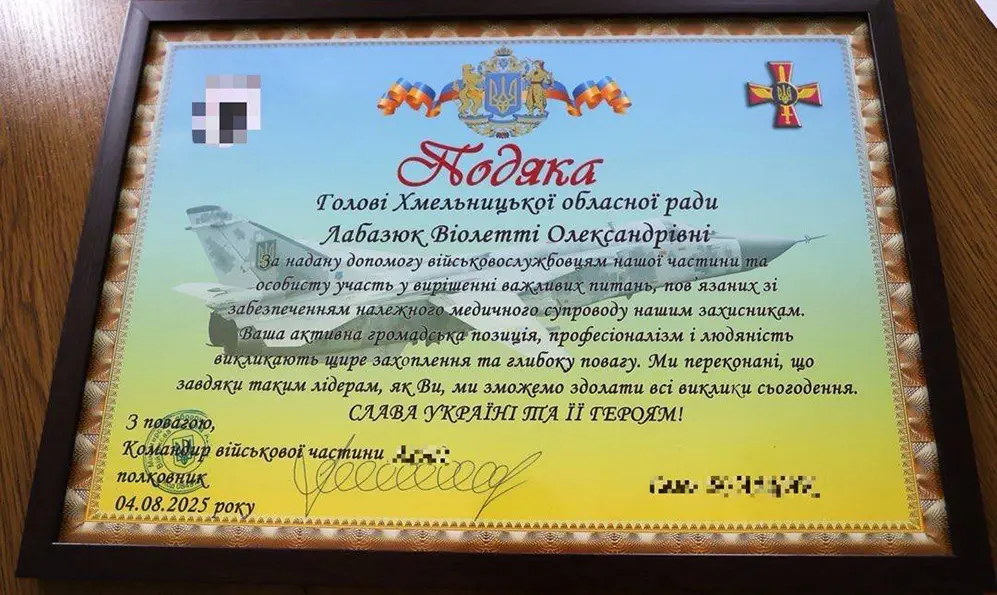 Подяка
Голові Хмельницької обласної ради
Лабазюк Віолетті Олександрівні
За надану допомогу військовослужбовцям нашої частини та
особисту участь у вирішенні важливих питань, пов язаних зі
забезпеченням належного медичного супроводу нашим захисникам.
Ваша активна громадська позиція, професіоналізм і людяність
викликають щире захоплення та глибоку повагу. Ми переконані, що
завдяки таким лідерам, як Ви, ми зможемо здолати всі виклики сьогодення.
СЛАВА УКРАЇНІ ТА ЇЇ ГЕРОЯМ!
З повагою,
Командир військової частини
полковник
04.08.2025 року